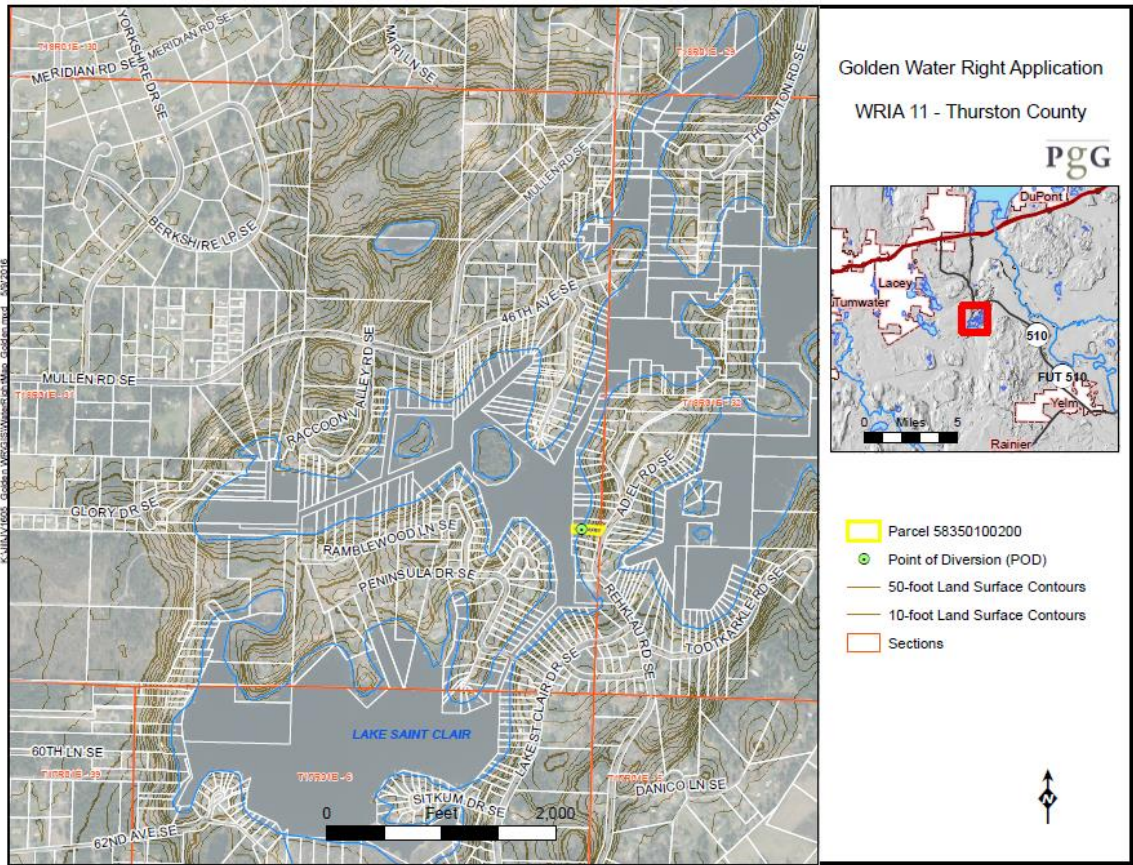 YORKSHIRE DR SE
MERIDIAN RD SE
MERIDIAN RD SE
MARI LN SE
THORNTON RD SE
MULLEN RD SE
BERKSHIRE LP SE
46TH AVE SE
MULLEN RD SE
RACCOON VALLEY RD SE
ADEL RD SE
GLORY DR SE
RAMBLEWOOD LN SE
PENINSULA DR SE
REHKLAU RD SE
TODTKARKLE RD SE
LAKE ST CLAIR DR SE
LAKE SAINT CLAIR
60TH LN SE
DANICO LN SE
SITKUM DR SE
62ND AVE SE
0 Feet 2,000
Golden Water Right Application
WRIA 11 - Thurston County
PgG
DuPont
Lacey
Tumwater
510
FUT 510
Yelm
Rainier
0 Miles 5
Parcel 58350100200
Point of Diversion (POD)
50-foot Land Surface Contours
10-foot Land Surface Contours
Sections
N